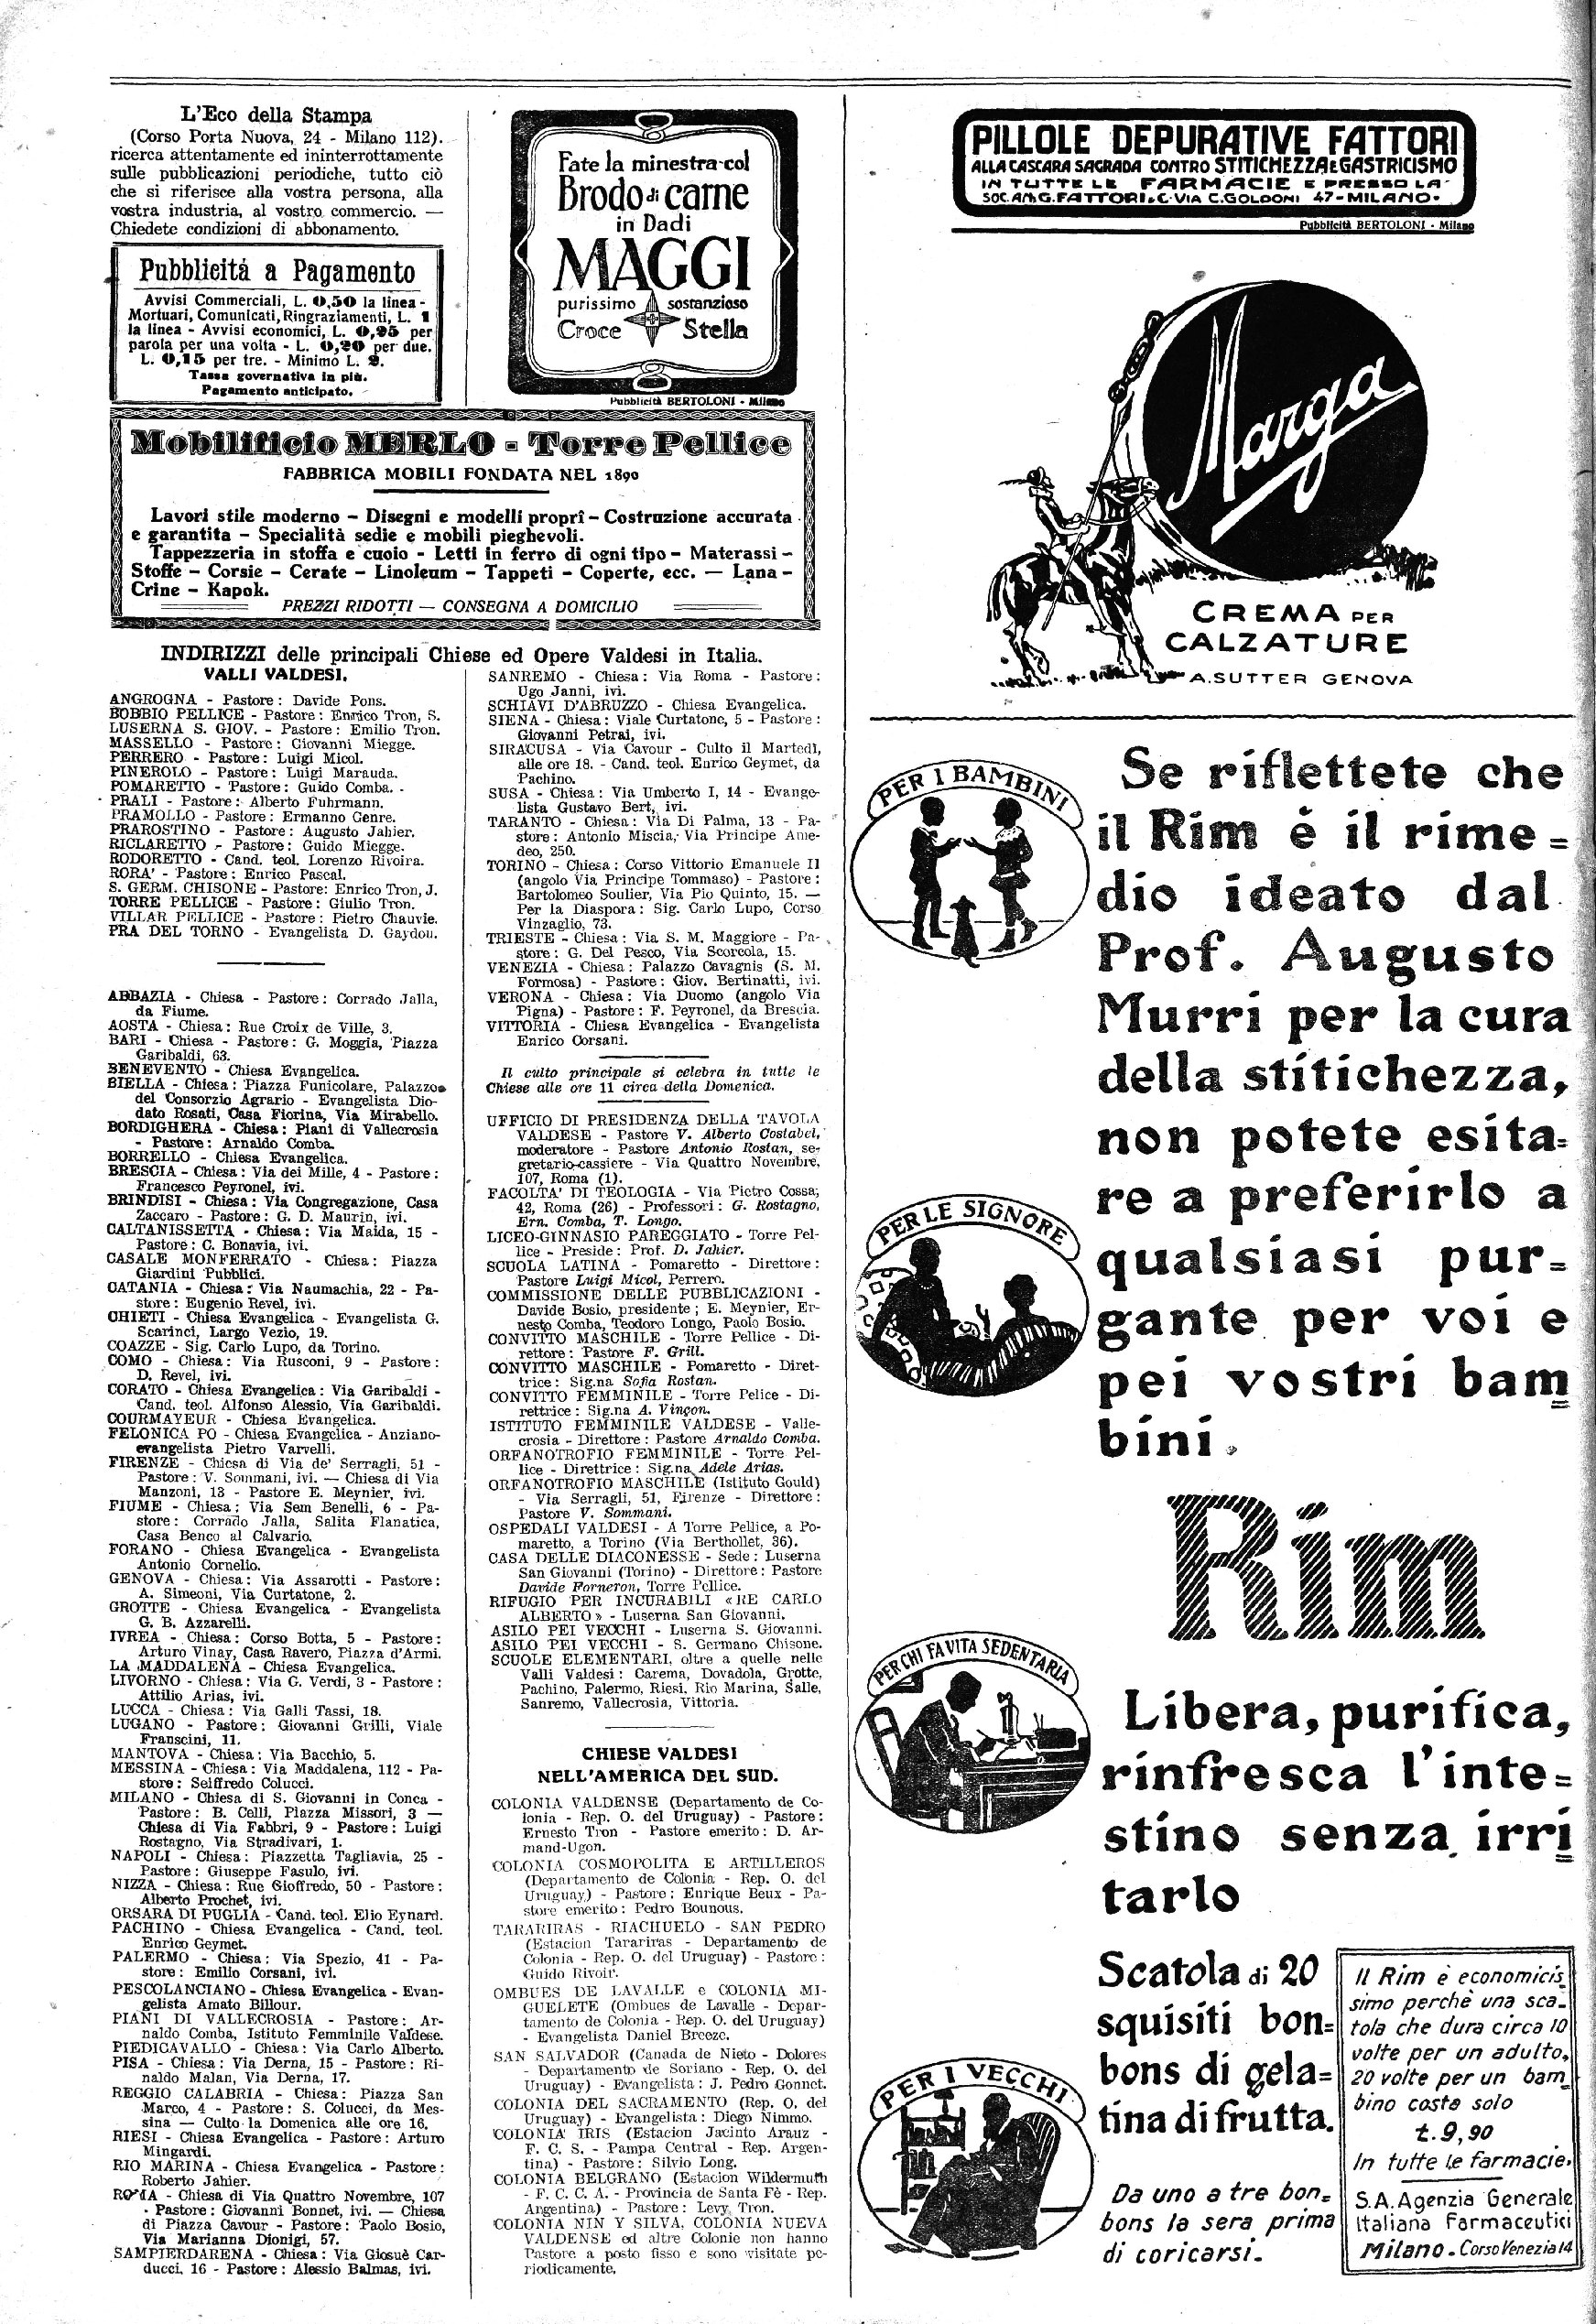 L'Eco della Stampa
(Corso Porta Nuova, 24 - Milano 112).
ricerca attentamente ed ininterrottamente
sulle pubblicazioni periodiche, tutto ciò
che si riferisce alla vostra persona, alla
vostra industria, al vostro commercio. —
Chiedete condizioni di abbonamento.
Pubblicitá a Pagamento
Avvisi Commerciali, L. 0,50 la linea -
Mortuari, Comunicati, Ringraziamenti, L. 1
la linea - Avvisi economici, L. 0,25 per
parola per una volta - L. 0,20 per due.
L. 0,15 per tre. - Minimo L. 2.
Tassa governativa in più.
Pagamento anticipato.
Fate la minestra col
Brodo di carne
in Dadi
MAGGI
purissimo sostanzioso
Croce Stella
Pubblicità BERTOLONI - Milano
Mobilificio MERLO - Torre Pellice
FABBRICA MOBILI FONDATA NEL 1890
Lavori stile moderno - Disegni e modelli proprî - Costruzione accurata
e garantita - Specialità sedie e mobili pieghevoli.
Tappezzeria in stoffa e cuoio - Letti in ferro di ogni tipo - Materassi -
Stoffe - Corsie - Cerate - Linoleum - Tappeti - Coperte, ecc. — Lana -
Crine - Kapok.
PREZZI RIDOTTI — CONSEGNA A DOMICILIO
INDIRIZZI delle principali Chiese ed Opere Valdesi in Italia.
VALLI VALDESI.
ANGROGNA - Pastore: Davide Pons.
BOBBIO PELLICE - Pastore: Enrico Tron, S.
LUSERNA S. GIOV. - Pastore: Emilio Tron.
MASSELLO - Pastore: Giovanni Miegge.
PERRERO - Pastore: Luigi Micol.
PINEROLO - Pastore: Luigi Marauda.
POMARETTO - Pastore: Guido Comba.
PRALI - Pastore: Alberto Fuhrmann.
PRAMOLLO - Pastore: Ermanno Genre.
PRAROSTINO - Pastore: Augusto Jahier.
RICLARETTO - Pastore: Guido Miegge.
RODORETTO - Cand. teol. Lorenzo Rivoira.
RORA' - Pastore: Enrico Pascal.
S. GERM. CHISONE - Pastore: Enrico Tron, J.
TORRE PELLICE - Pastore: Giulio Tron.
VILLAR PELLICE - Pastore: Pietro Chauvie.
PRA DEL TORNO - Evangelista D. Gaydou.
ABBAZIA - Chiesa - Pastore: Corrado Jalla,
da Fiume.
AOSTA - Chiesa: Rue Croix de Ville, 3.
BARI - Chiesa - Pastore: G. Moggia, Piazza
Garibaldi, 63.
BENEVENTO - Chiesa Evangelica.
BIELLA - Chiesa: Piazza Funicolare, Palazzo
del Consorzio Agrario - Evangelista Dio-
dato Rosati, Casa Fiorina, Via Mirabello.
BORDIGHERA - Chiesa: Piani di Vallecrosia
- Pastore: Arnaldo Comba.
BORRELLO - Chiesa Evangelica.
BRESCIA - Chiesa: Via dei Mille, 4 - Pastore:
Francesco Peyronel, ivi.
BRINDISI - Chiesa: Via Congregazione, Casa
Zaccaro - Pastore: G. D. Maurin, ivi.
CALTANISSETTA - Chiesa: Via Maida, 15 -
Pastore: C. Bonavia, ivi.
CASALE MONFERRATO - Chiesa: Piazza
Giardini Pubblici.
CATANIA - Chiesa: Via Naumachia, 22 - Pa-
store: Eugenio Revel, ivi.
CHIETI - Chiesa Evangelica - Evangelista G.
Scarinci, Largo Vezio, 19.
COAZZE - Sig. Carlo Lupo, da Torino.
COMO - Chiesa: Via Rusconi, 9 - Pastore:
D. Revel, ivi.
CORATO - Chiesa Evangelica: Via Garibaldi -
Cand. teol. Alfonso Alessio, Via Garibaldi.
COURMAYEUR - Chiesa Evangelica.
FELONICA PO - Chiesa Evangelica - Anziano-
evangelista Pietro Varvelli.
FIRENZE - Chiesa di Via de' Serragli, 51 -
Pastore: V. Sommani, ivi. — Chiesa di Via
Manzoni, 13 - Pastore E. Meynier, ivi.
FIUME - Chiesa: Via Sem Benelli, 6 - Pa-
store: Corrado Jalla, Salita Flanatica,
Casa Benco al Calvario.
FORANO - Chiesa Evangelica - Evangelista
Antonio Cornelio.
GENOVA - Chiesa: Via Assarotti - Pastore:
A. Simeoni, Via Curtatone, 2.
GROTTE - Chiesa Evangelica - Evangelista
G. B. Azzarelli.
IVREA - Chiesa: Corso Botta, 5 - Pastore:
Arturo Vinay, Casa Ravero, Piazza d'Armi.
LA MADDALENA - Chiesa Evangelica.
LIVORNO - Chiesa: Via G. Verdi, 3 - Pastore:
Attilio Arias, ivi.
LUCCA - Chiesa: Via Galli Tassi, 18.
LUGANO - Pastore: Giovanni Grilli, Viale
Franscini, 11.
MANTOVA - Chiesa: Via Bacchio, 5.
MESSINA - Chiesa: Via Maddalena, 112 - Pa-
store: Seiffredo Colucci.
MILANO - Chiesa di S. Giovanni in Conca -
Pastore: B. Celli, Piazza Missori, 3 —
Chiesa di Via Fabbri, 9 - Pastore: Luigi
Rostagno, Via Stradivari, 1.
NAPOLI - Chiesa: Piazzetta Tagliavia, 25 -
Pastore: Giuseppe Fasulo, ivi.
NIZZA - Chiesa: Rue Gioffredo, 50 - Pastore:
Alberto Prochet, ivi.
ORSARA DI PUGLIA - Cand. teol. Elio Eynard.
PACHINO - Chiesa Evangelica - Cand. teol.
Enrico Geymet.
PALERMO - Chiesa: Via Spezio, 41 - Pa-
store: Emilio Corsani, ivi.
PESCOLANCIANO - Chiesa Evangelica - Evan-
gelista Amato Billour.
PIANI DI VALLECROSIA - Pastore: Ar-
naldo Comba, Istituto Femminile Valdese.
PIEDICAVALLO - Chiesa: Via Carlo Alberto.
PISA - Chiesa: Via Derna, 15 - Pastore: Ri-
naldo Malan, Via Derna, 17.
REGGIO CALABRIA - Chiesa: Piazza San
Marco, 4 - Pastore: S. Colucci, da Mes-
sina — Culto la Domenica alle ore 16.
RIESI - Chiesa Evangelica - Pastore: Arturo
Mingardi.
RIO MARINA - Chiesa Evangelica - Pastore:
Roberto Jahier.
ROMA - Chiesa di Via Quattro Novembre, 107
- Pastore: Giovanni Bonnet, ivi. — Chiesa
di Piazza Cavour - Pastore: Paolo Bosio,
Via Marianna Dionigi, 57.
SAMPIERDARENA - Chiesa: Via Giosuè Car-
ducci, 16 - Pastore: Alessio Balmas, ivi.
SANREMO - Chiesa: Via Roma - Pastore:
Ugo Janni, ivi.
SCHIAVI D'ABRUZZO - Chiesa Evangelica.
SIENA - Chiesa: Viale Curtatone, 5 - Pastore:
Giovanni Petrai, ivi.
SIRACUSA - Via Cavour - Culto il Martedì,
alle ore 18. - Cand. teol. Enrico Geymet, da
Pachino.
SUSA - Chiesa: Via Umberto I, 14 - Evange-
lista Gustavo Bert, ivi.
TARANTO - Chiesa: Via Di Palma, 13 - Pa-
store: Antonio Miscia, Via Principe Ame-
deo, 250.
TORINO - Chiesa: Corso Vittorio Emanuele II
(angolo Via Principe Tommaso) - Pastore:
Bartolomeo Soulier, Via Pio Quinto, 15. —
Per la Diaspora: Sig. Carlo Lupo, Corso
Vinzaglio, 73.
TRIESTE - Chiesa: Via S. M. Maggiore - Pa-
store: G. Del Pesco, Via Scorcola, 15.
VENEZIA - Chiesa: Palazzo Cavagnis (S. M.
Formosa) - Pastore: Giov. Bertinatti, ivi.
VERONA - Chiesa: Via Duomo (angolo Via
Pigna) - Pastore: F. Peyronel, da Brescia.
VITTORIA - Chiesa Evangelica - Evangelista
Enrico Corsani.
Il culto principale si celebra in tutte le
Chiese alle ore 11 circa della Domenica.
UFFICIO DI PRESIDENZA DELLA TAVOLA
VALDESE - Pastore V. Alberto Costabel,
moderatore - Pastore Antonio Rostan, se-
gretario-cassiere - Via Quattro Novembre,
107, Roma (1).
FACOLTA' DI TEOLOGIA - Via Pietro Cossa,
42, Roma (26) - Professori: G. Rostagno,
Ern. Comba, T. Longo.
LICEO-GINNASIO PAREGGIATO - Torre Pel-
lice - Preside: Prof. D. Jahier.
SCUOLA LATINA - Pomaretto - Direttore:
Pastore Luigi Micol, Perrero.
COMMISSIONE DELLE PUBBLICAZIONI -
Davide Bosio, presidente; E. Meynier, Er-
nesto Comba, Teodoro Longo, Paolo Bosio.
CONVITTO MASCHILE - Torre Pellice - Di-
rettore: Pastore F. Grill.
CONVITTO MASCHILE - Pomaretto - Diret-
trice: Sig.na Sofia Rostan.
CONVITTO FEMMINILE - Torre Pelice - Di-
rettrice: Sig.na A. Vinçon.
ISTITUTO FEMMINILE VALDESE - Valle-
crosia - Direttore: Pastore Arnaldo Comba.
ORFANOTROFIO FEMMINILE - Torre Pel-
lice - Direttrice: Sig.na Adele Arias.
ORFANOTROFIO MASCHILE (Istituto Gould)
- Via Serragli, 51, Firenze - Direttore:
Pastore V. Sommani.
OSPEDALI VALDESI - A Torre Pellice, a Po-
maretto, a Torino (Via Berthollet, 36).
CASA DELLE DIACONESSE - Sede: Luserna
San Giovanni (Torino) - Direttore: Pastore
Davide Forneron, Torre Pellice.
RIFUGIO PER INCURABILI «RE CARLO
ALBERTO» - Luserna San Giovanni.
ASILO PEI VECCHI - Luserna S. Giovanni.
ASILO PEI VECCHI - S. Germano Chisone.
SCUOLE ELEMENTARI, oltre a quelle nelle
Valli Valdesi: Carema, Dovadola, Grotte,
Pachino, Palermo, Riesi, Rio Marina, Salle,
Sanremo, Vallecrosia, Vittoria.
CHIESE VALDESI
NELL'AMERICA DEL SUD.
COLONIA VALDENSE (Departamento de Co-
lonia - Rep. O. del Uruguay) - Pastore:
Ernesto Tron - Pastore emerito: D. Ar-
mand-Ugon.
COLONIA COSMOPOLITA E ARTILLEROS
(Departamento de Colonia - Rep. O. del
Uruguay) - Pastore: Enrique Beux - Pa-
store emerito: Pedro Bounous.
TARARIRAS - RIACHUELO - SAN PEDRO
(Estacion Tarariras - Departamento de
Colonia - Rep. O. del Uruguay) - Pastore:
Guido Rivoir.
OMBUES DE LAVALLE e COLONIA MI-
GUELETE (Ombues de Lavalle - Depar-
tamento de Colonia - Rep. O. del Uruguay)
- Evangelista Daniel Breeze.
SAN SALVADOR (Canada de Nieto - Dolores
- Departamento de Soriano - Rep. O. del
Uruguay) - Evangelista: J. Pedro Gonnet.
COLONIA DEL SACRAMENTO (Rep. O. del
Uruguay) - Evangelista: Diego Nimmo.
COLONIA IRIS (Estacion Jacinto Arauz -
F. C. S. - Pampa Central - Rep. Argen-
tina) - Pastore: Silvio Long.
COLONIA BELGRANO (Estacion Wildermuth
- F. C. C. A. - Provincia de Santa Fè - Rep.
Argentina) - Pastore: Levy Tron.
COLONIA NIN Y SILVA, COLONIA NUEVA
VALDENSE ed altre Colonie non hanno
Pastore a posto fisso e sono visitate pe-
riodicamente.
PILLOLE DEPURATIVE FATTORI
ALLA CASCARA SAGRADA CONTRO STITICHEZZA E GASTRICISMO
IN TUTTE LE FARMACIE E PRESSO LA
SOC. AN. G. FATTORI & C. VIA C. GOLDONI 47 - MILANO.
Pubblicità BERTOLONI - Milano
Marga
CREMA PER
CALZATURE
A. SUTTER GENOVA
PER I BAMBINI
Se riflettete che
il Rim é il rime=
dio ideato dal
Prof. Augusto
Murri per la cura
della stitichezza,
non potete esita=
re a preferirlo a
qualsiasi pur=
gante per voi e
pei vostri bam
bini.
PER LE SIGNORE
Rim
PER CHI FA VITA SEDENTARIA
Libera, purifica,
rinfresca l'inte=
stino senza irri
tarlo
PER I VECCHI
Scatola di 20
squisiti bon=
bons di gela=
tina di frutta.
Da uno a tre bon=
bons la sera prima
di coricarsi.
Il Rim è economicis
simo perchè una sca
tola che dura circa 10
volte per un adulto,
20 volte per un bam
bino costa solo
£. 9,90
In tutte le farmacie.
S.A. Agenzia Generale
Italiana Farmaceutici
Milano. Corso Venezia 14